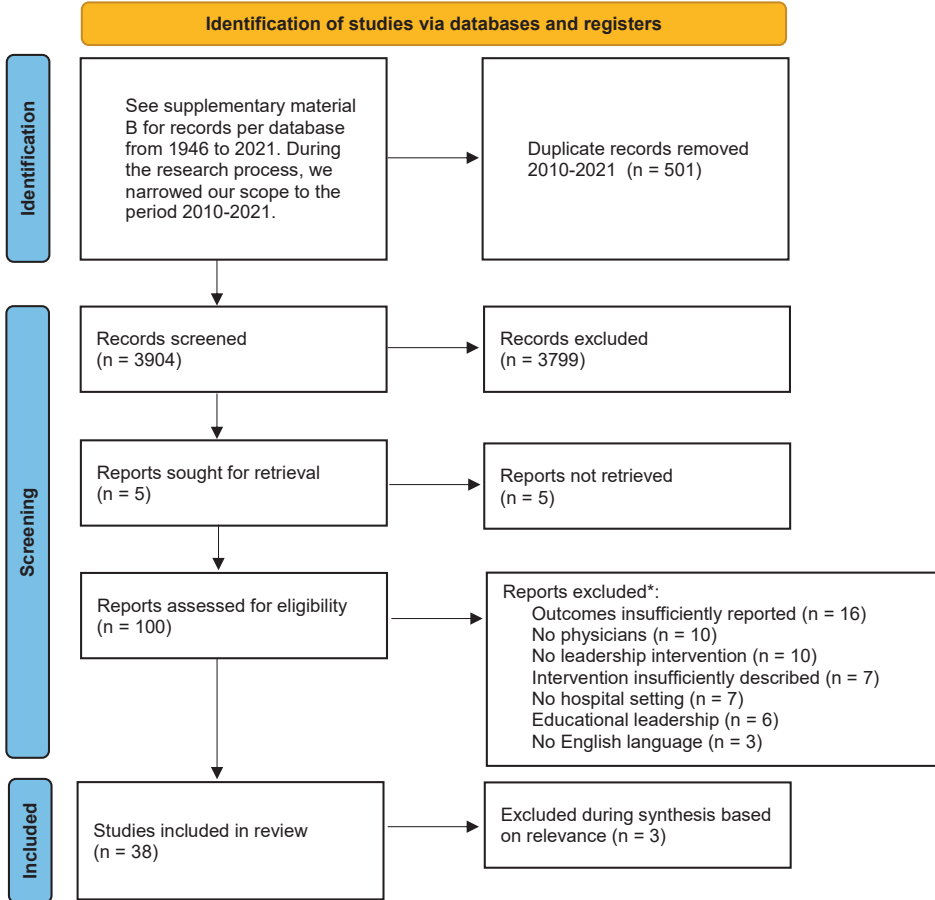 Identification of studies via databases and registers
Identification
See supplementary material
B for records per database
from 1946 to 2021. During
the research process, we
narrowed our scope to the
period 2010-2021.
Duplicate records removed
2010-2021 (n = 501)
Screening
Records screened
(n = 3904)
Records excluded
(n = 3799)
Reports sought for retrieval
(n = 5)
Reports not retrieved
(n = 5)
Reports assessed for eligibility
(n = 100)
Reports excluded*:
Outcomes insufficiently reported (n = 16)
No physicians (n = 10)
No leadership intervention (n = 10)
Intervention insufficiently described (n = 7)
No hospital setting (n = 7)
Educational leadership (n = 6)
No English language (n = 3)
Included
Studies included in review
(n = 38)
Excluded during synthesis based
on relevance (n = 3)